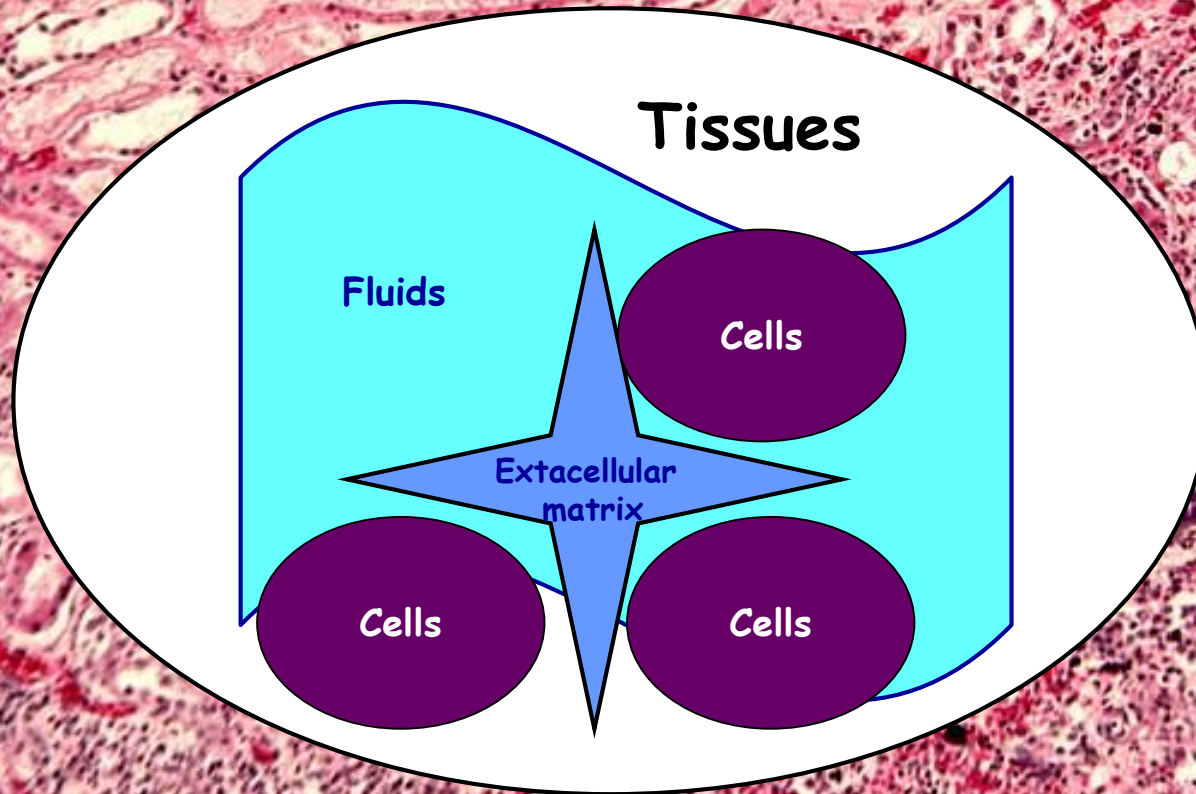 Tissues
Fluids
Cells
Extacellular
matrix
Cells
Cells